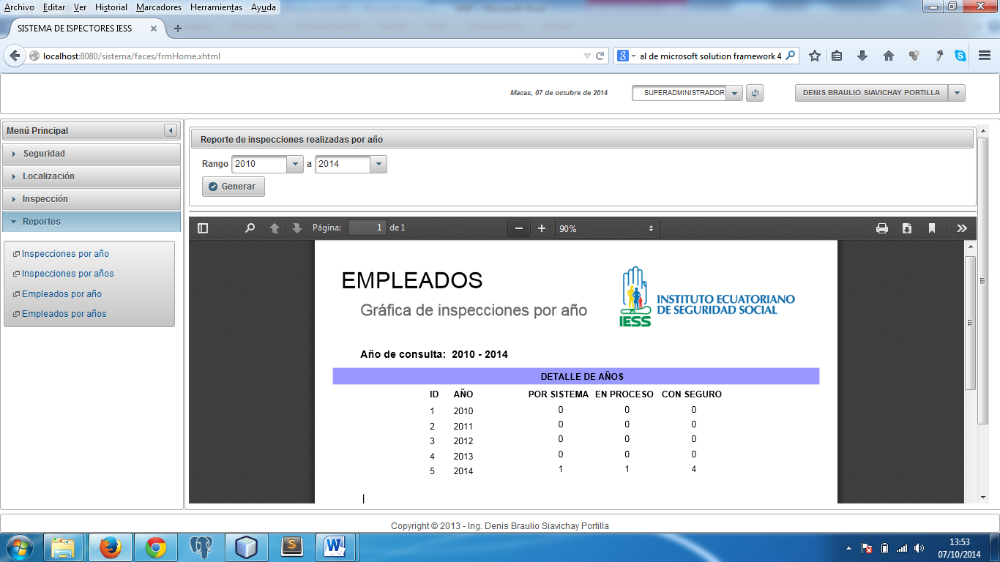 Archivo Editar Ver Historial Marcadores Herramientas Ayuda
SISTEMA DE ISPECTORES IESS
localhost:8080/sistema/faces/frmHome.xhtml
al de microsoft solution framework 4
Macas, 07 de octubre de 2014
SUPERADMINISTRADOR
DENIS BRAULIO SIAVICHAY PORTILLA
Menú Principal
Seguridad
Localización
Inspección
Reportes
Inspecciones por año
Inspecciones por años
Empleados por año
Empleados por años
Reporte de inspecciones realizadas por año
Rango 2010 a 2014
Generar
Página: 1 de 1
90%
EMPLEADOS
Gráfica de inspecciones por año
IESS
INSTITUTO ECUATORIANO
DE SEGURIDAD SOCIAL
Año de consulta: 2010 - 2014
DETALLE DE AÑOS
ID AÑO POR SISTEMA EN PROCESO CON SEGURO
1 2010 0 0 0
2 2011 0 0 0
3 2012 0 0 0
4 2013 0 0 0
5 2014 1 1 4
Copyright © 2013 - Ing. Denis Braulio Siavichay Portilla
13:53
07/10/2014